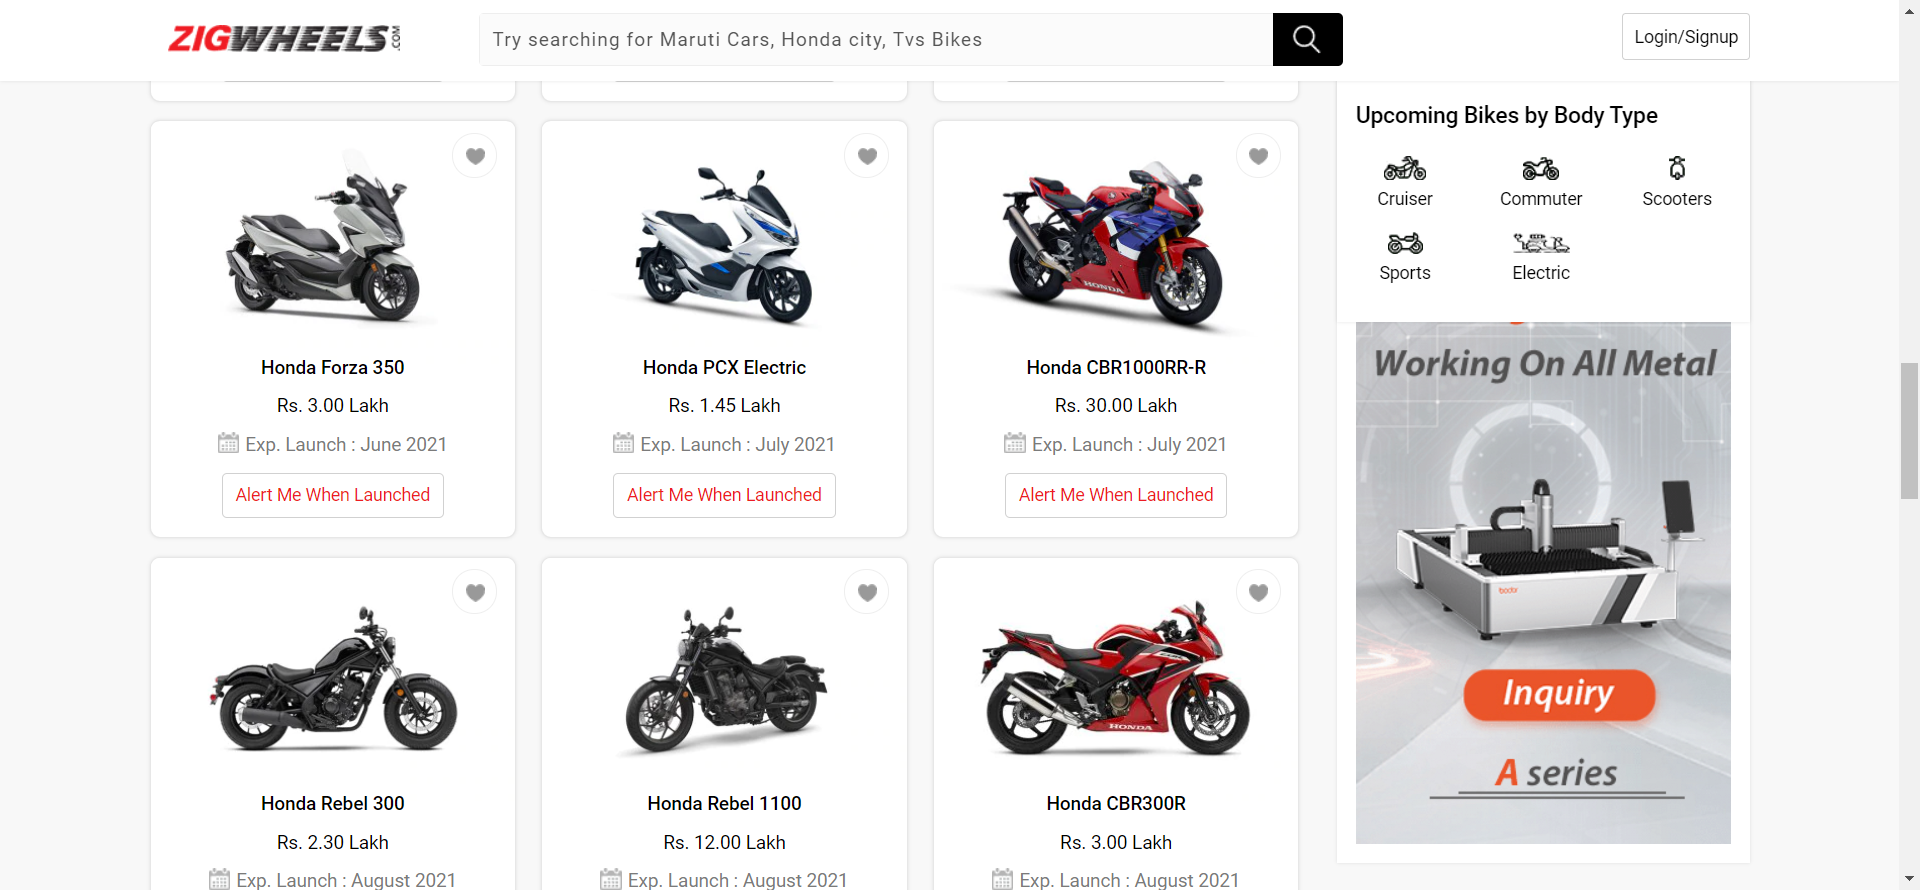 ZIGWHEELS.COM
Try searching for Maruti Cars, Honda city, Tvs Bikes
Login/Signup
Honda Forza 350
Rs. 3.00 Lakh
Exp. Launch : June 2021
Alert Me When Launched
Honda PCX Electric
Rs. 1.45 Lakh
Exp. Launch : July 2021
Alert Me When Launched
HONDA
Honda CBR1000RR-R
Rs. 30.00 Lakh
Exp. Launch : July 2021
Alert Me When Launched
Honda Rebel 300
Rs. 2.30 Lakh
Exp. Launch : August 2021
Honda Rebel 1100
Rs. 12.00 Lakh
Exp. Launch : August 2021
HONDA
Honda CBR300R
Rs. 3.00 Lakh
Exp. Launch : August 2021
Upcoming Bikes by Body Type
Cruiser
Commuter
Scooters
Sports
Electric
Working On All Metal
bodor
Inquiry
A series